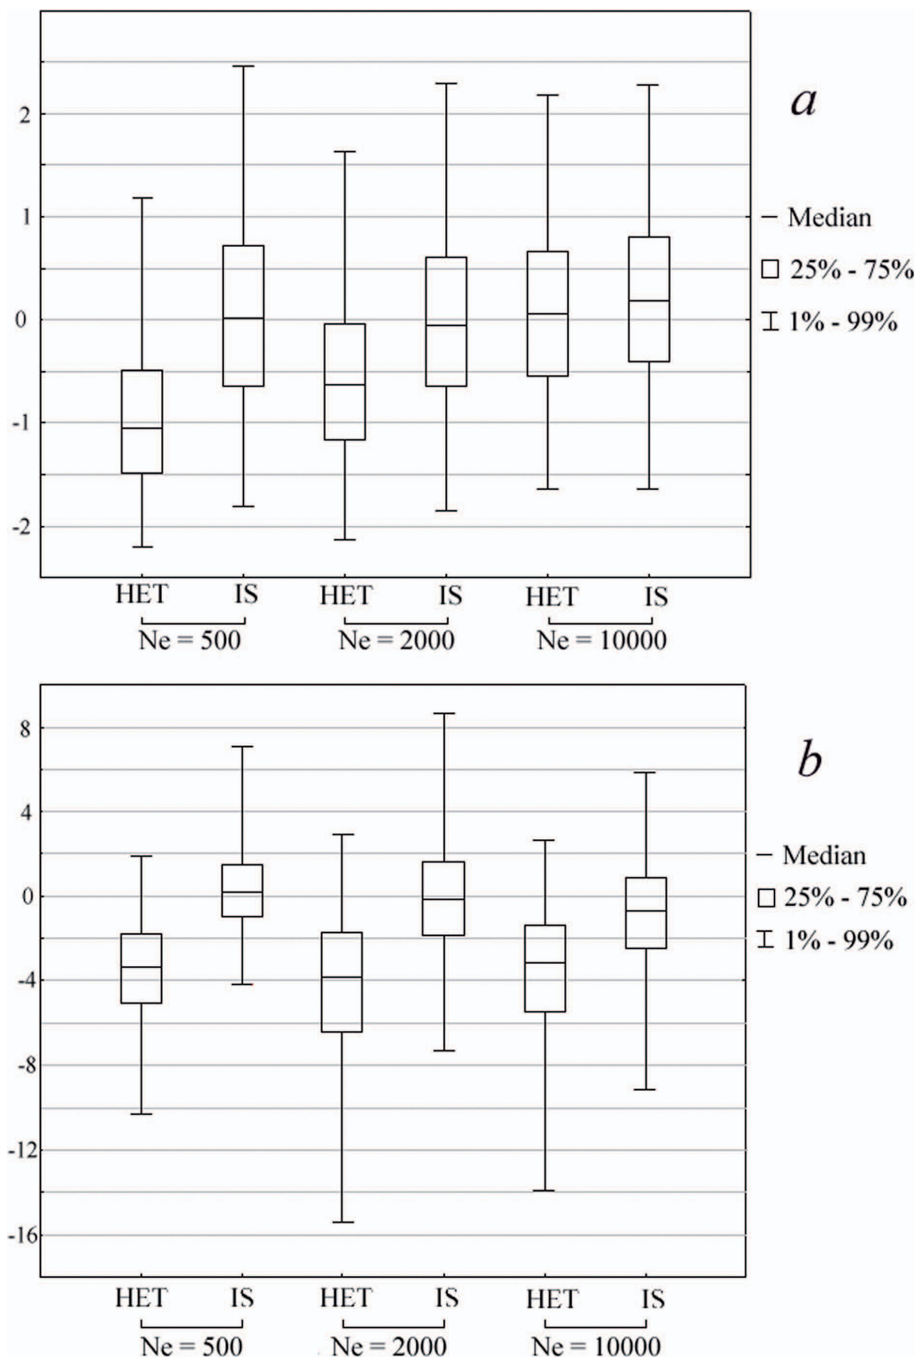 a
2
1
0
-1
-2
Median
25% - 75%
1% - 99%
HET IS HET IS HET IS
Ne = 500 Ne = 2000 Ne = 10000
b
8
4
0
-4
-8
-12
-16
Median
25% - 75%
1% - 99%
HET IS HET IS HET IS
Ne = 500 Ne = 2000 Ne = 10000